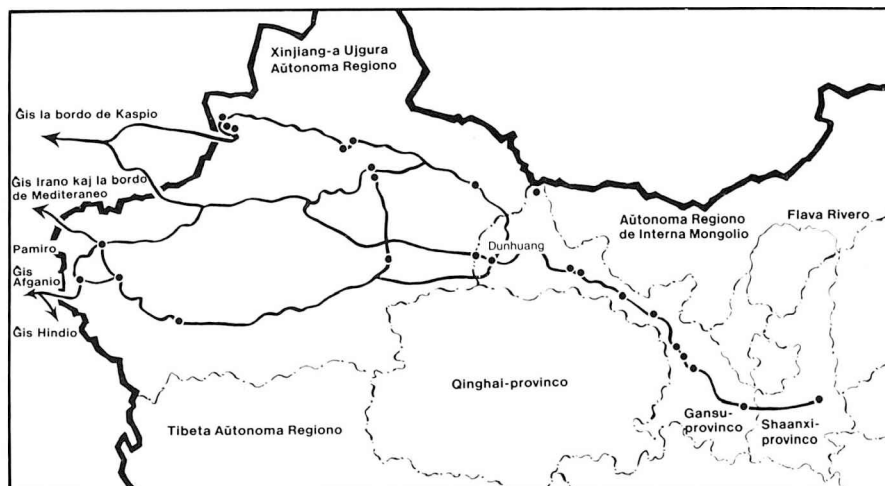 Xinjiang-a Ujgura
Aŭtonoma Regiono
Ĝis la bordo de Kaspio
Ĝis Irano kaj la bordo
de Mediteraneo
Aŭtonoma Regiono
de Interna Mongolio
Flava Rivero
Pamiro
Dunhuang
Ĝis
Afganio
Ĝis Hindio
Qinghai-provinco
Gansu-
provinco
Shaanxi-
provinco
Tibeta Aŭtonoma Regiono